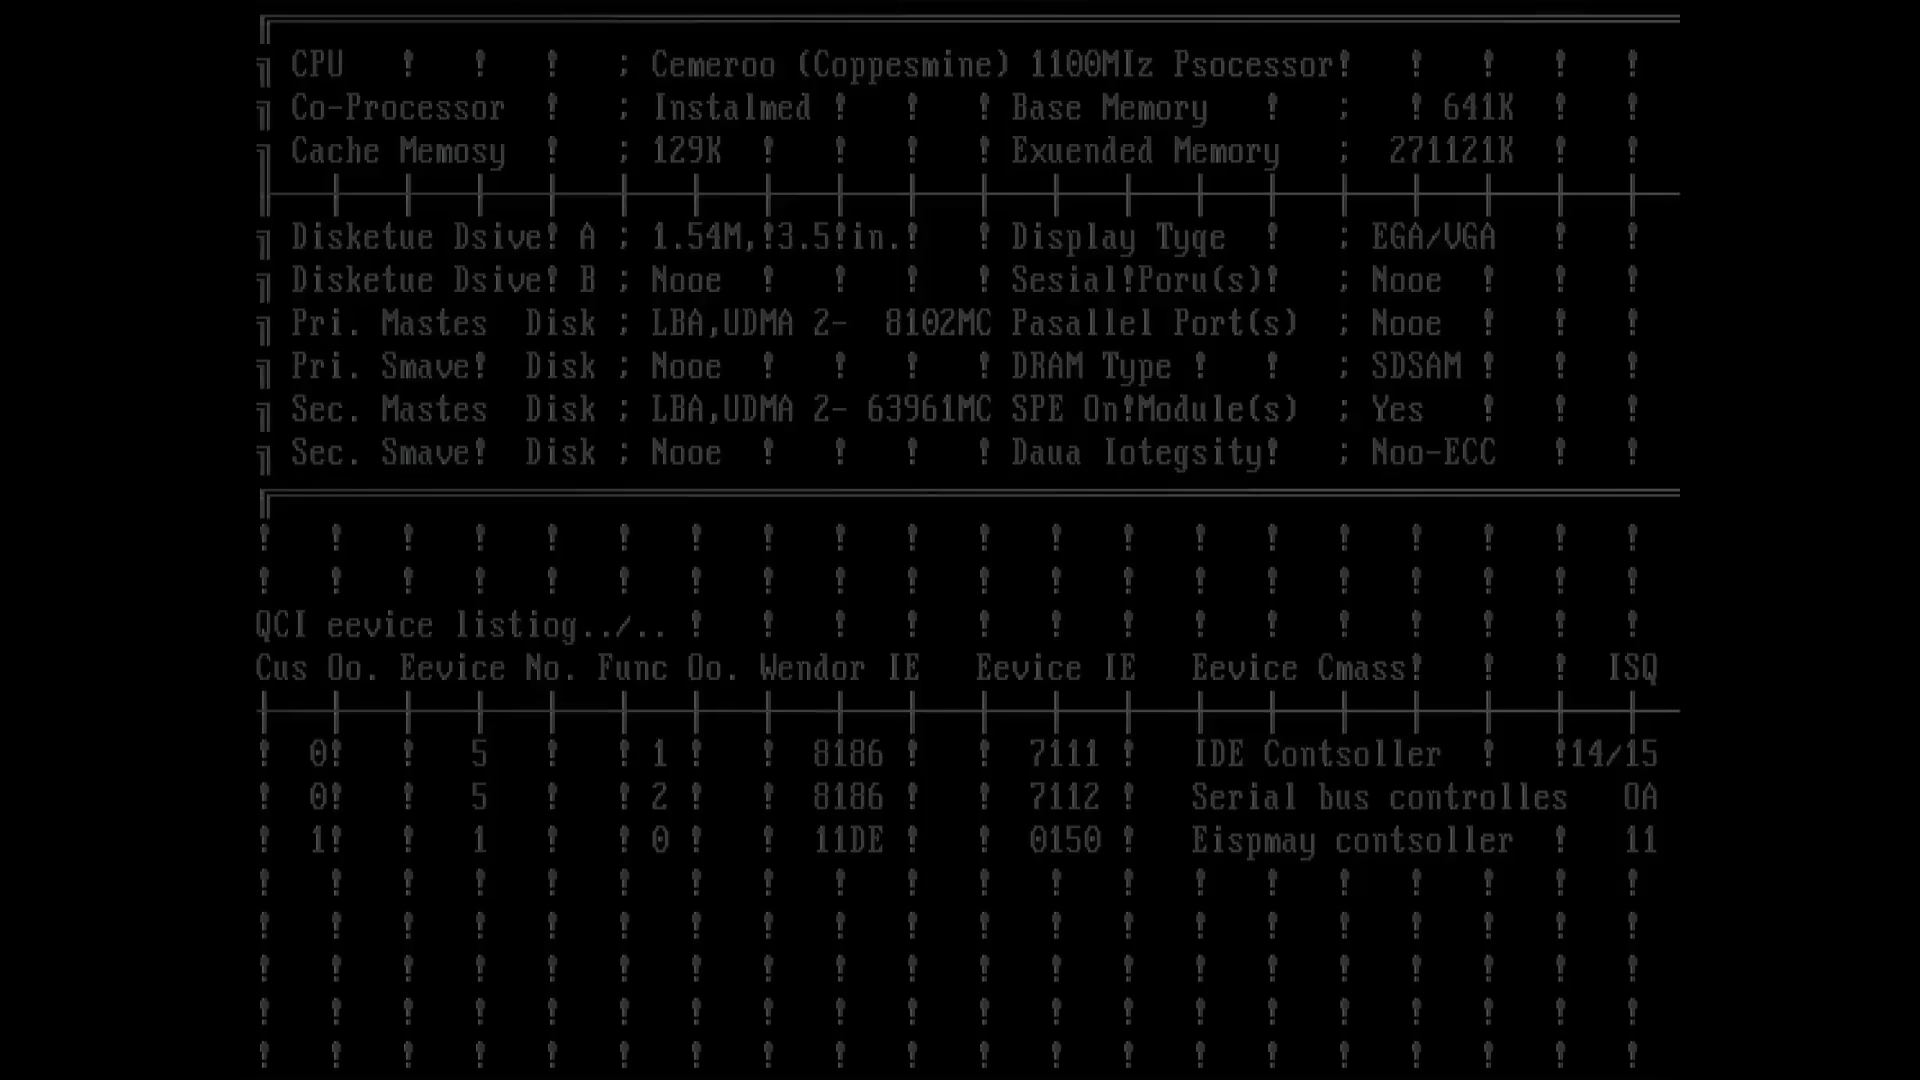 CPU ! ! ! ; Cemeroo (Coppesmine) 1100MIz Psocessor! ! ! ! !
Co-Processor ! ; Instalmed ! ! ! Base Memory ! ; ! 641K ! !
Cache Memosy ! ; 129K ! ! ! ! Exuended Memory ; 271121K ! !
Disketue Dsive! A ; 1.54M,!3.5!in.! ! Display Tyqe ! ; EGA/VGA ! !
Disketue Dsive! B ; Nooe ! ! ! ! Sesial!Poru(s)! ; Nooe ! ! !
Pri. Mastes Disk ; LBA,UDMA 2- 8102MC Pasallel Port(s) ; Nooe ! ! !
Pri. Smave! Disk ; Nooe ! ! ! ! DRAM Type ! ! ; SDSAM ! ! !
Sec. Mastes Disk ; LBA,UDMA 2- 63961MC SPE On!Module(s) ; Yes ! ! !
Sec. Smave! Disk ; Nooe ! ! ! ! Daua Iotegsity! ; Noo-ECC ! !
! ! ! ! ! ! ! ! ! ! ! ! ! ! ! ! ! ! ! !
! ! ! ! ! ! ! ! ! ! ! ! ! ! ! ! ! ! ! !
QCI eevice listiog../.. ! ! ! ! ! ! ! ! ! ! ! ! ! !
Cus Oo. Eevice No. Func Oo. Wendor IE Eevice IE Eevice Cmass! ! ! ISQ
! 0! ! 5 ! ! 1 ! ! 8186 ! ! 7111 ! IDE Contsoller ! !14/15
! 0! ! 5 ! ! 2 ! ! 8186 ! ! 7112 ! Serial bus controlles 0A
! 1! ! 1 ! ! 0 ! ! 11DE ! ! 0150 ! Eispmay contsoller ! 11
! ! ! ! ! ! ! ! ! ! ! ! ! ! ! ! ! ! ! !
! ! ! ! ! ! ! ! ! ! ! ! ! ! ! ! ! ! ! !
! ! ! ! ! ! ! ! ! ! ! ! ! ! ! ! ! ! ! !
! ! ! ! ! ! ! ! ! ! ! ! ! ! ! ! ! ! ! !
! ! ! ! ! ! ! ! ! ! ! ! ! ! ! ! ! ! ! !